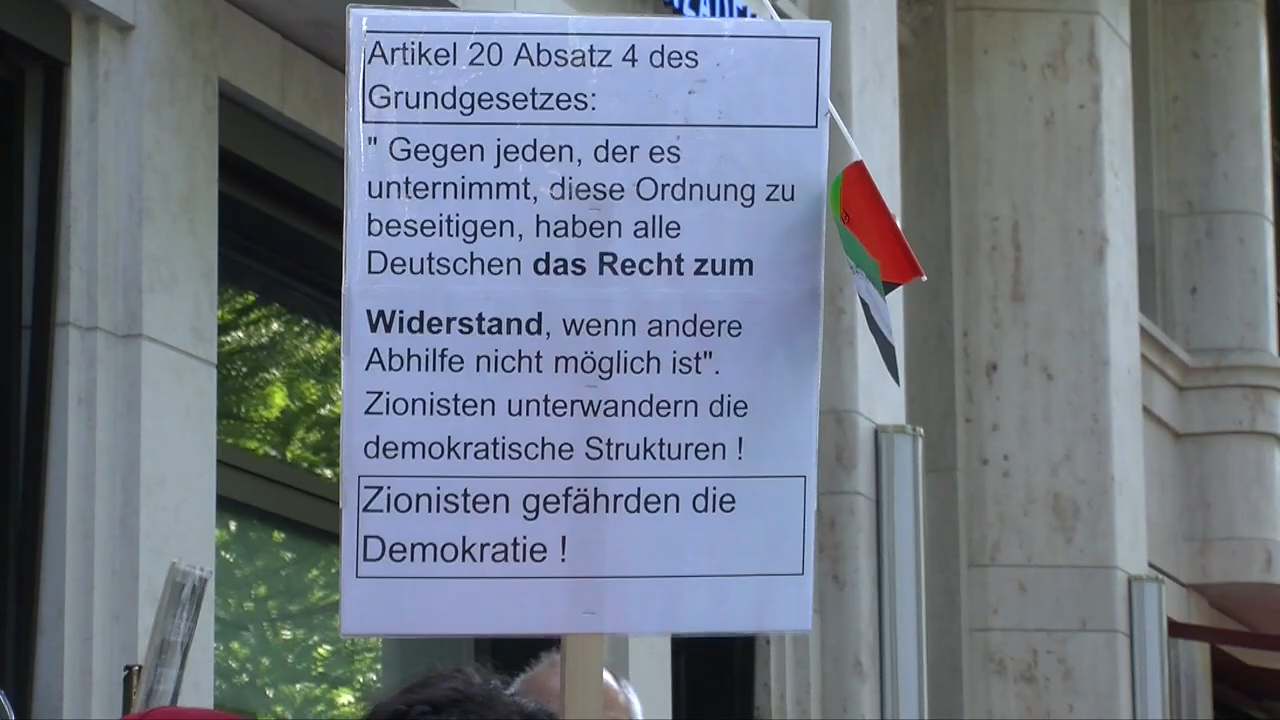 Artikel 20 Absatz 4 des
Grundgesetzes:
" Gegen jeden, der es
unternimmt, diese Ordnung zu
beseitigen, haben alle
Deutschen das Recht zum
Widerstand, wenn andere
Abhilfe nicht möglich ist".
Zionisten unterwandern die
demokratische Strukturen !
Zionisten gefährden die
Demokratie !